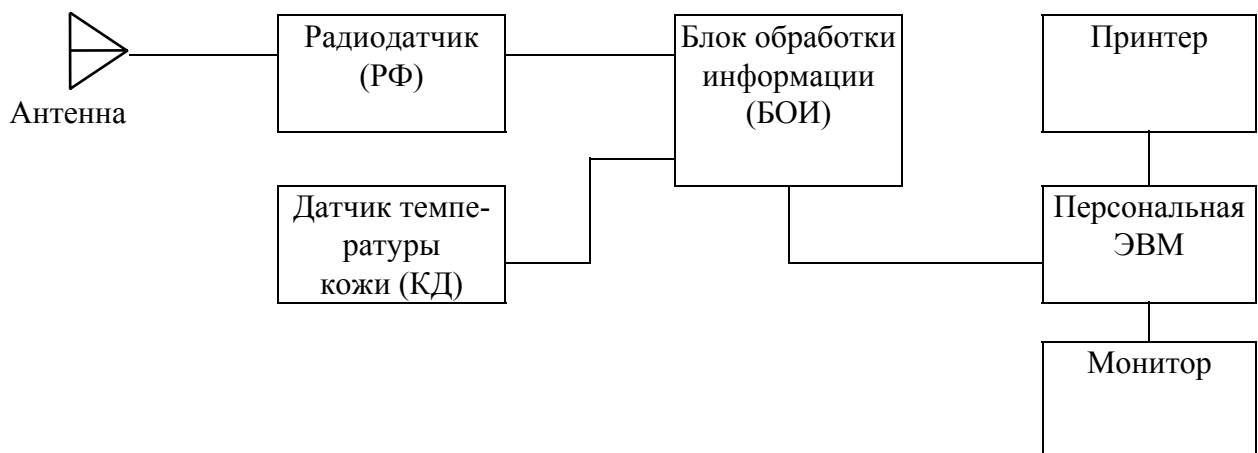 Антенна
Радиодатчик
(РФ)
Блок обработки
информации
(БОИ)
Принтер
Датчик темпе-
ратуры
кожи (КД)
Персональная
ЭВМ
Монитор